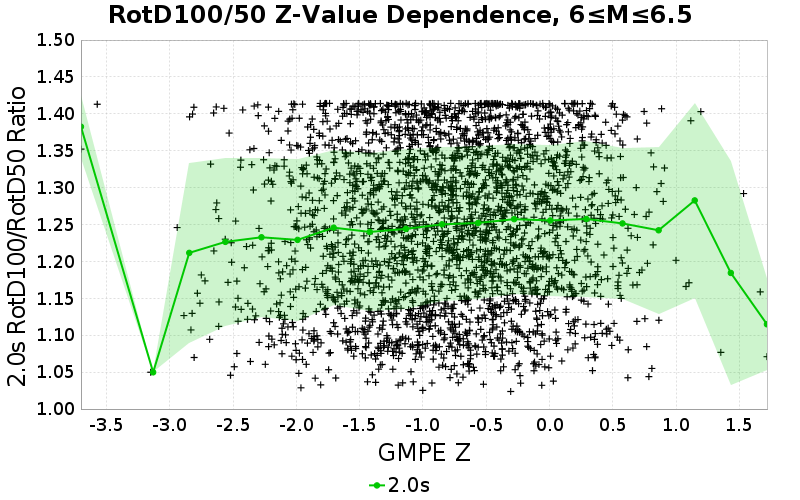 RotD100/50 Z-Value Dependence, 6≤M≤6.5
1.50
1.45
1.40
1.35
1.30
1.25
1.20
1.15
1.10
1.05
1.00
2.0s RotD100/RotD50 Ratio
-3.5 -3.0 -2.5 -2.0 -1.5 -1.0 -0.5 0.0 0.5 1.0 1.5
GMPE Z
2.0s